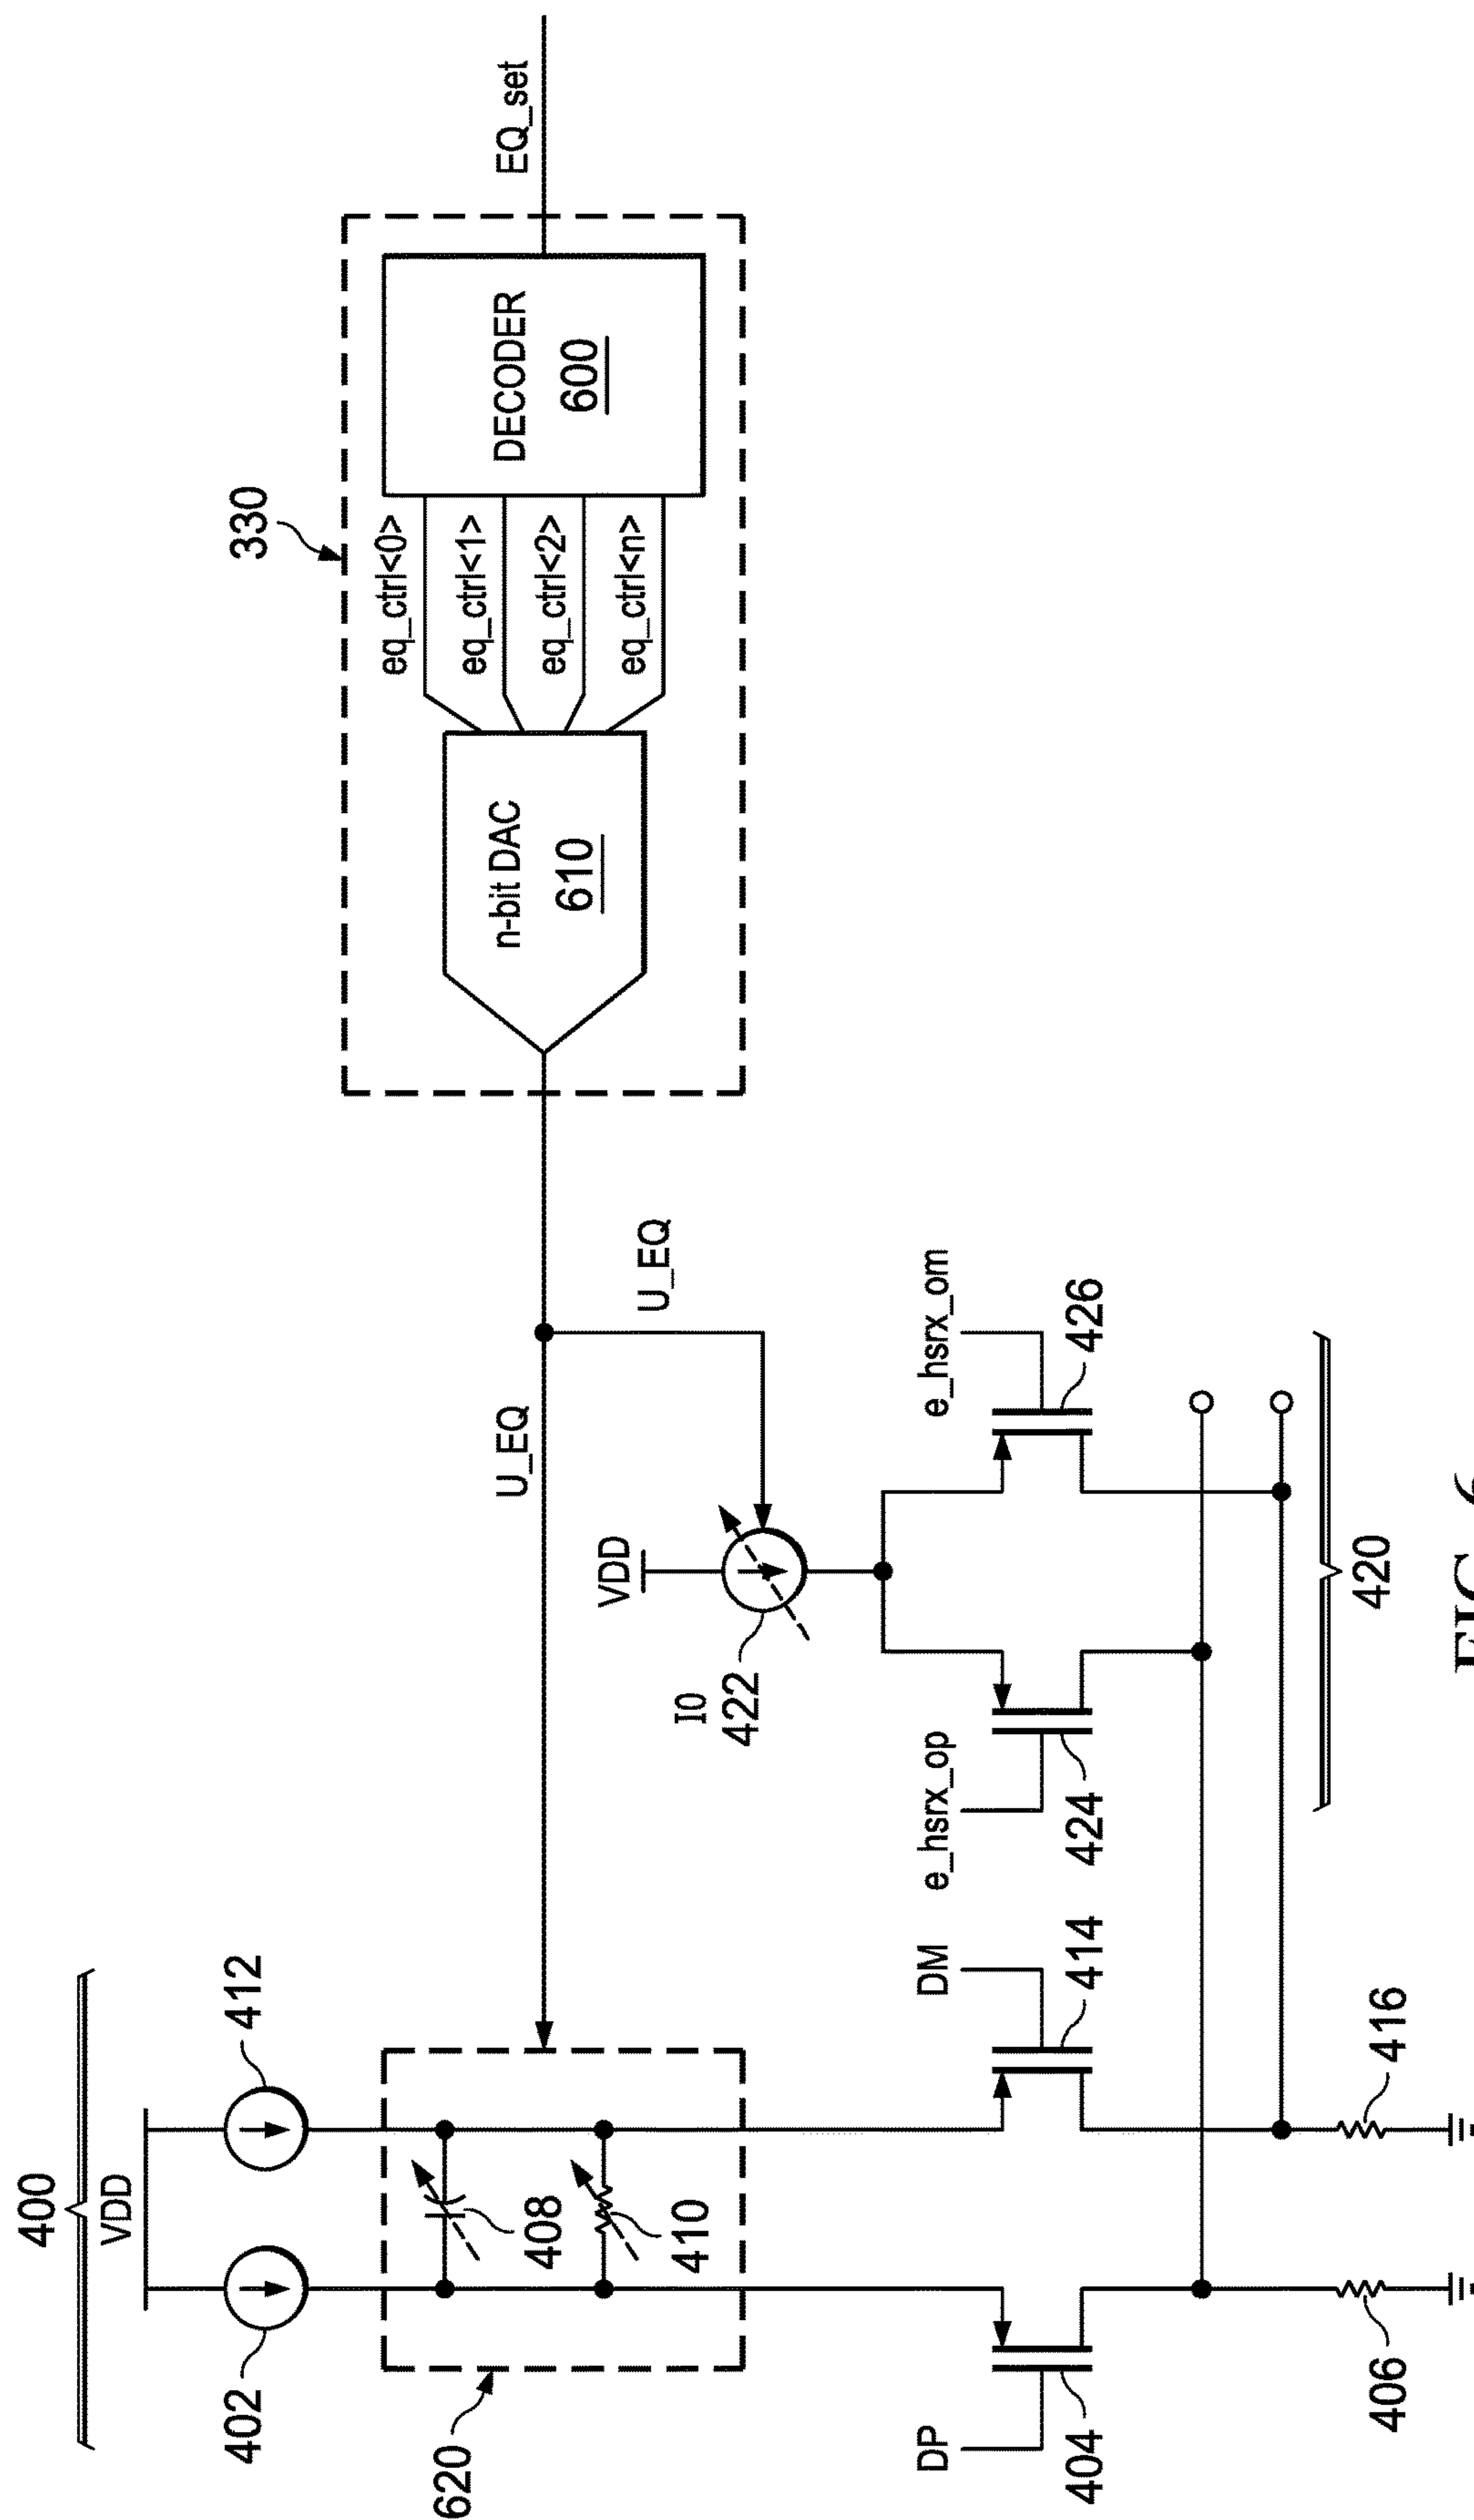 400
VDD
402
412
620
408
410
U_EQ
330
eq_ctrl<0>
eq_ctrl<1>
eq_ctrl<2>
eq_ctrl<n>
n-bit DAC
610
DECODER
600
EQ_set
U_EQ
VDD
I0
422
DP
404
DM
414
e_hsrx_op
424
e_hsrx_om
426
406
416
420